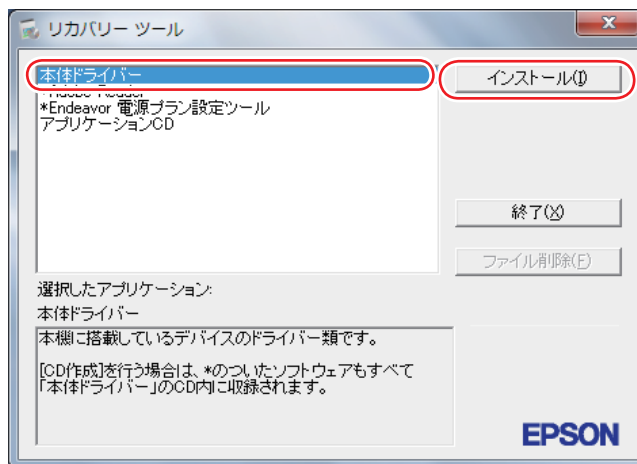 リカバリー ツール
本体ドライバー
*Adobe Reader
*Endeavor 電源プラン設定ツール
アプリケーションCD
インストール(I)
終了(X)
ファイル削除(F)
選択したアプリケーション:
本体ドライバー
本機に搭載しているデバイスのドライバー類です。
[CD作成]を行う場合は、*のついたソフトウェアもすべて
「本体ドライバー」のCD内に収録されます。
EPSON